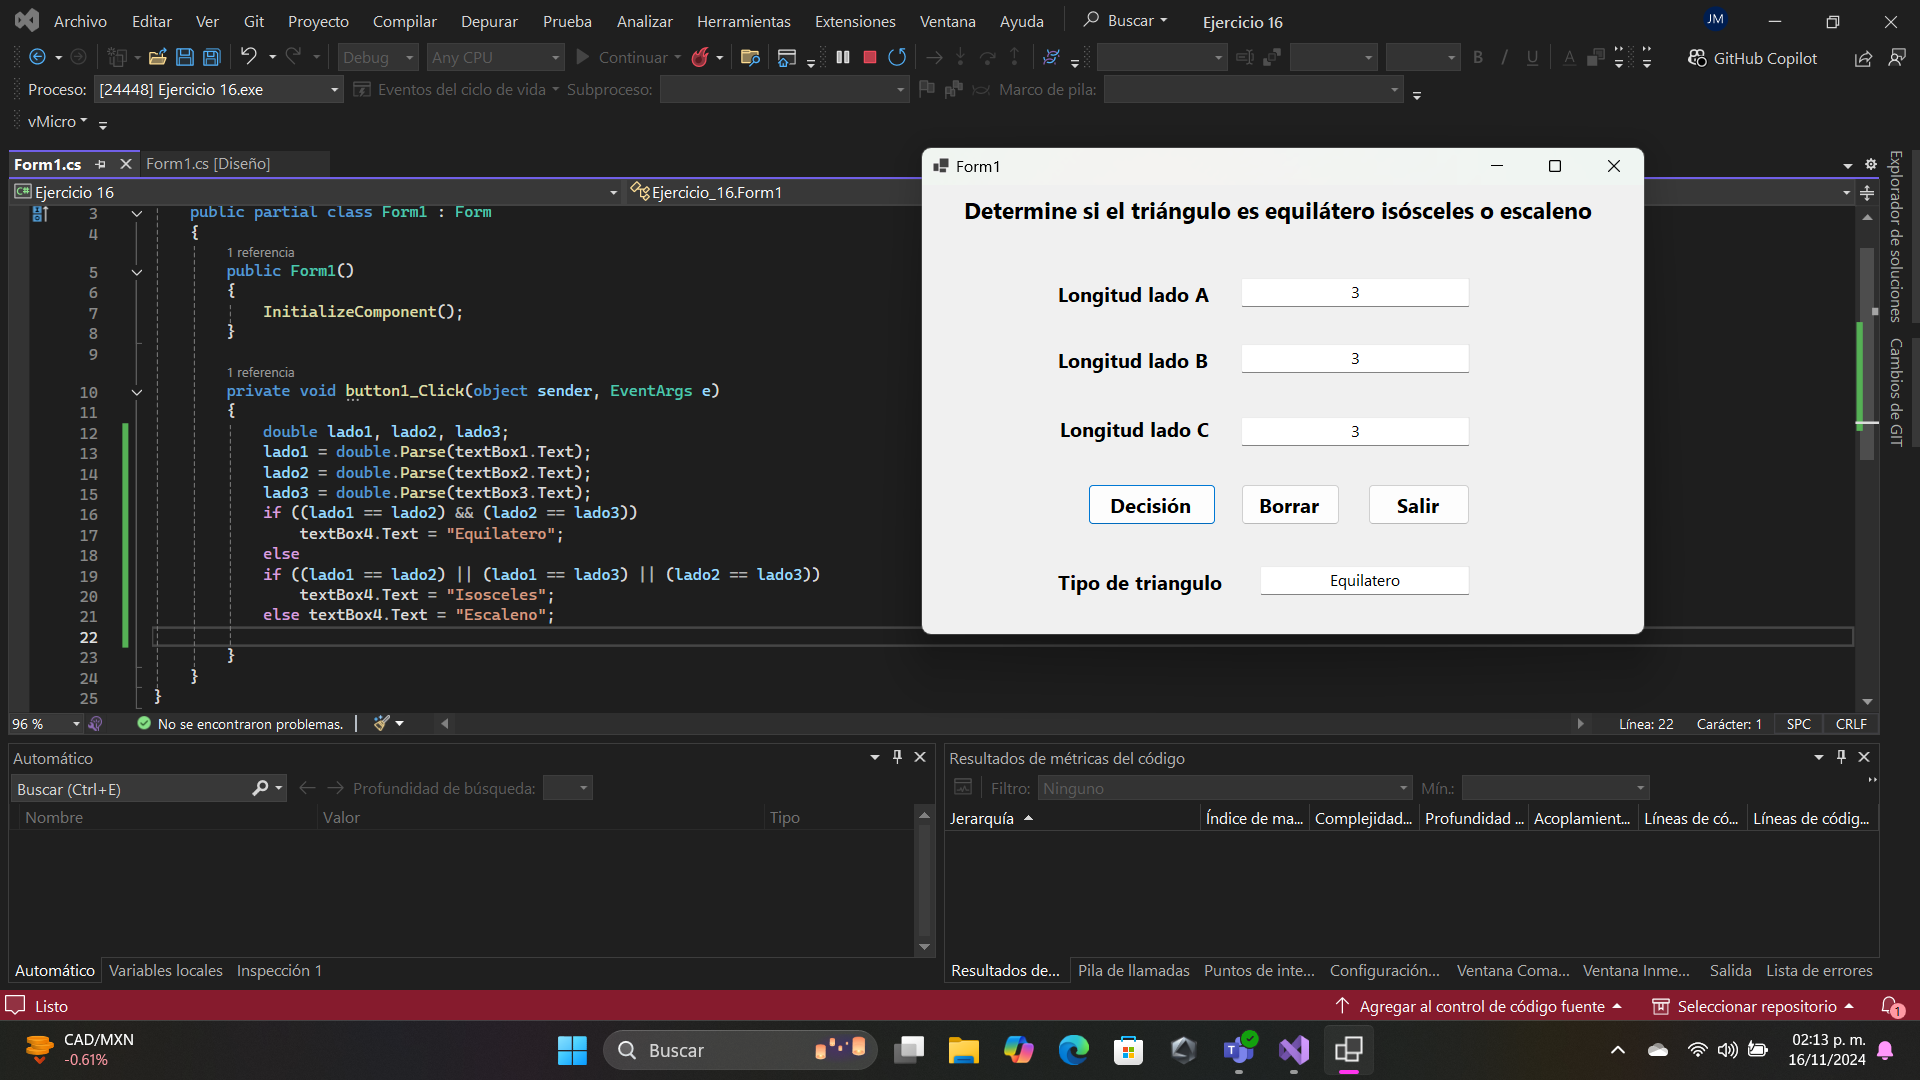 Archivo Editar Ver Git Proyecto Compilar Depurar Prueba Analizar Herramientas Extensiones Ventana Ayuda Buscar Ejercicio 16 JM
Debug Any CPU Continuar GitHub Copilot
Proceso: [24448] Ejercicio 16.exe Eventos del ciclo de vida Subproceso: Marco de pila:
vMicro
Form1.cs Form1.cs [Diseño]
Ejercicio 16 Ejercicio_16.Form1
3 public partial class Form1 : Form
4 {
1 referencia
5 public Form1()
6 {
7 InitializeComponent();
8 }
9
1 referencia
10 private void button1_Click(object sender, EventArgs e)
11 {
12 double lado1, lado2, lado3;
13 lado1 = double.Parse(textBox1.Text);
14 lado2 = double.Parse(textBox2.Text);
15 lado3 = double.Parse(textBox3.Text);
16 if ((lado1 == lado2) && (lado2 == lado3))
17 textBox4.Text = "Equilatero";
18 else
19 if ((lado1 == lado2) || (lado1 == lado3) || (lado2 == lado3))
20 textBox4.Text = "Isosceles";
21 else textBox4.Text = "Escaleno";
22
23 }
24 }
25 }
Form1
Determine si el triángulo es equilátero isósceles o escaleno
Longitud lado A 3
Longitud lado B 3
Longitud lado C 3
Decisión Borrar Salir
Tipo de triangulo Equilatero
Explorador de soluciones
Cambios de GIT
96 % No se encontraron problemas. Línea: 22 Carácter: 1 SPC CRLF
Automático
Buscar (Ctrl+E) Profundidad de búsqueda:
Nombre Valor Tipo
Automático Variables locales Inspección 1
Resultados de métricas del código
Filtro: Ninguno Mín.:
Jerarquía Índice de ma... Complejidad... Profundidad ... Acoplamient... Líneas de có... Líneas de códig...
Resultados de... Pila de llamadas Puntos de inte... Configuración... Ventana Coma... Ventana Inme... Salida Lista de errores
Listo Agregar al control de código fuente Seleccionar repositorio 1
CAD/MXN
-0.61%
Buscar
02:13 p. m.
16/11/2024